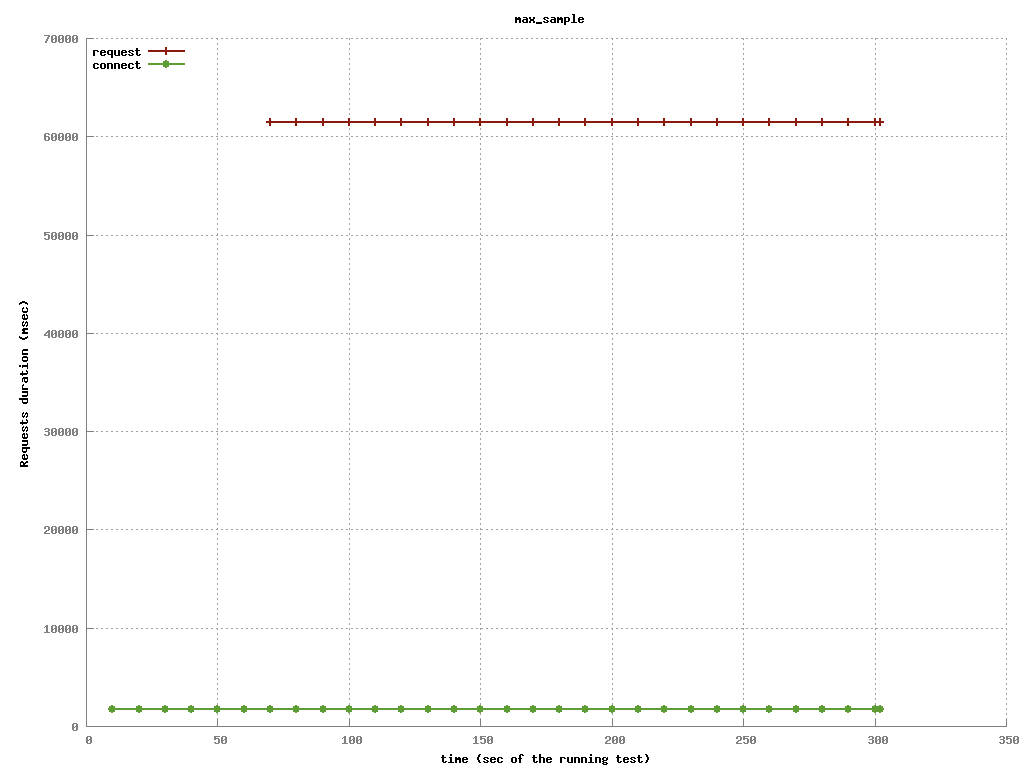 max_sample
70000
request
connect
60000
50000
40000
Requests duration (msec)
30000
20000
10000
0
0 50 100 150 200 250 300 350
time (sec of the running test)